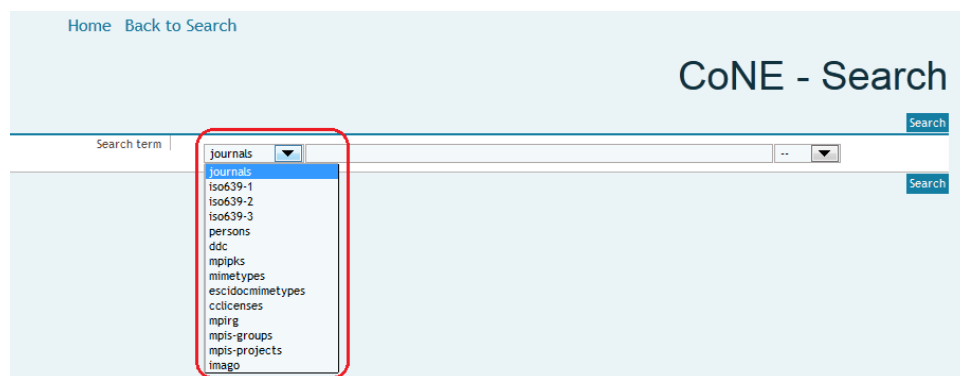 Home Back to Search
CoNE - Search
Search
Search term journals --
journals
Search
iso639-1
iso639-2
iso639-3
persons
ddc
mpipks
mimetypes
escidocmimetypes
cclicenses
mpirg
mpis-groups
mpis-projects
imago